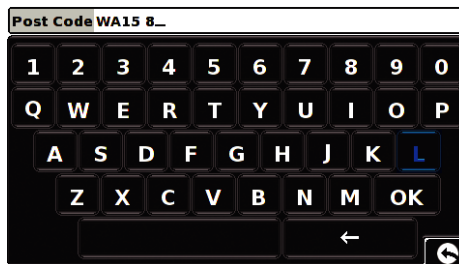 Post Code WA15 8_
1 2 3 4 5 6 7 8 9 0
Q W E R T Y U I O P
A S D F G H J K L
Z X C V B N M OK
←